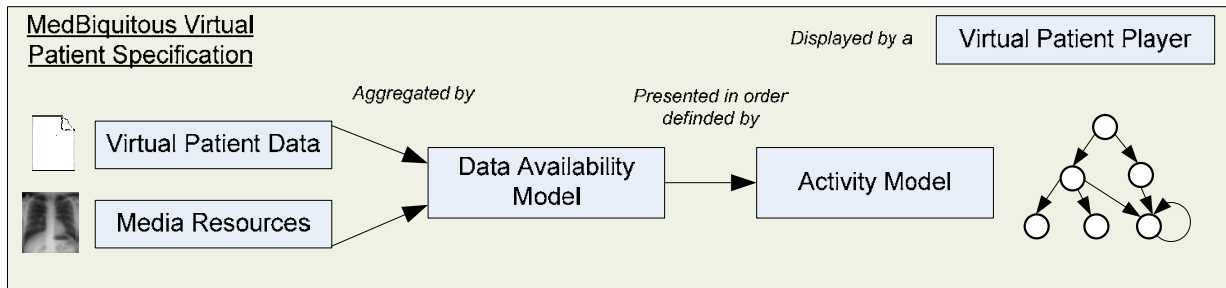 MedBiquitous Virtual
Patient Specification
Displayed by a
Virtual Patient Player
Aggregated by
Presented in order
definded by
Virtual Patient Data
Data Availability
Model
Activity Model
Media Resources